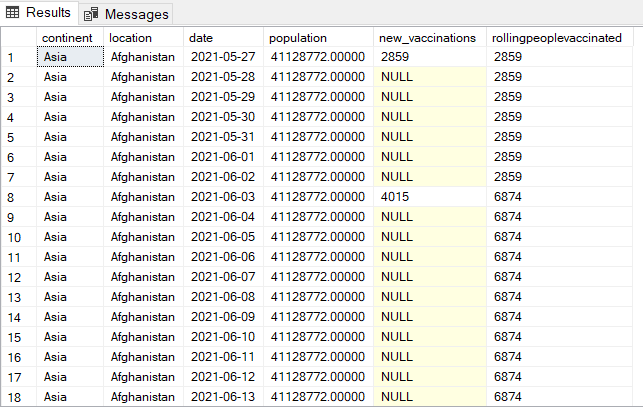 Results Messages
continent location date population new_vaccinations rollingpeoplevaccinated
1 Asia Afghanistan 2021-05-27 41128772.00000 2859 2859
2 Asia Afghanistan 2021-05-28 41128772.00000 NULL 2859
3 Asia Afghanistan 2021-05-29 41128772.00000 NULL 2859
4 Asia Afghanistan 2021-05-30 41128772.00000 NULL 2859
5 Asia Afghanistan 2021-05-31 41128772.00000 NULL 2859
6 Asia Afghanistan 2021-06-01 41128772.00000 NULL 2859
7 Asia Afghanistan 2021-06-02 41128772.00000 NULL 2859
8 Asia Afghanistan 2021-06-03 41128772.00000 4015 6874
9 Asia Afghanistan 2021-06-04 41128772.00000 NULL 6874
10 Asia Afghanistan 2021-06-05 41128772.00000 NULL 6874
11 Asia Afghanistan 2021-06-06 41128772.00000 NULL 6874
12 Asia Afghanistan 2021-06-07 41128772.00000 NULL 6874
13 Asia Afghanistan 2021-06-08 41128772.00000 NULL 6874
14 Asia Afghanistan 2021-06-09 41128772.00000 NULL 6874
15 Asia Afghanistan 2021-06-10 41128772.00000 NULL 6874
16 Asia Afghanistan 2021-06-11 41128772.00000 NULL 6874
17 Asia Afghanistan 2021-06-12 41128772.00000 NULL 6874
18 Asia Afghanistan 2021-06-13 41128772.00000 NULL 6874